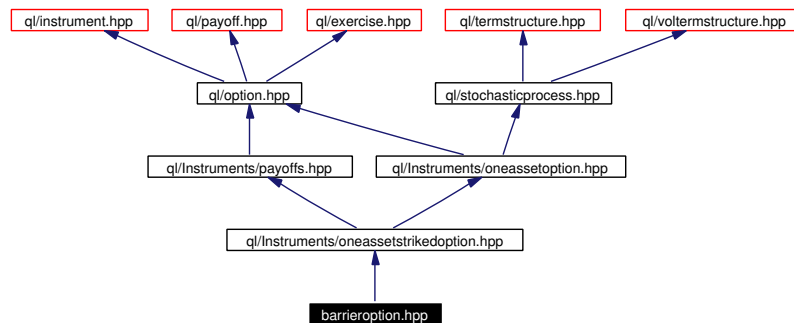 ql/instrument.hpp
ql/payoff.hpp
ql/exercise.hpp
ql/termstructure.hpp
ql/voltermstructure.hpp
ql/option.hpp
ql/stochasticprocess.hpp
ql/Instruments/payoffs.hpp
ql/Instruments/oneassetoption.hpp
ql/Instruments/oneassetstrikedoption.hpp
barrieroption.hpp